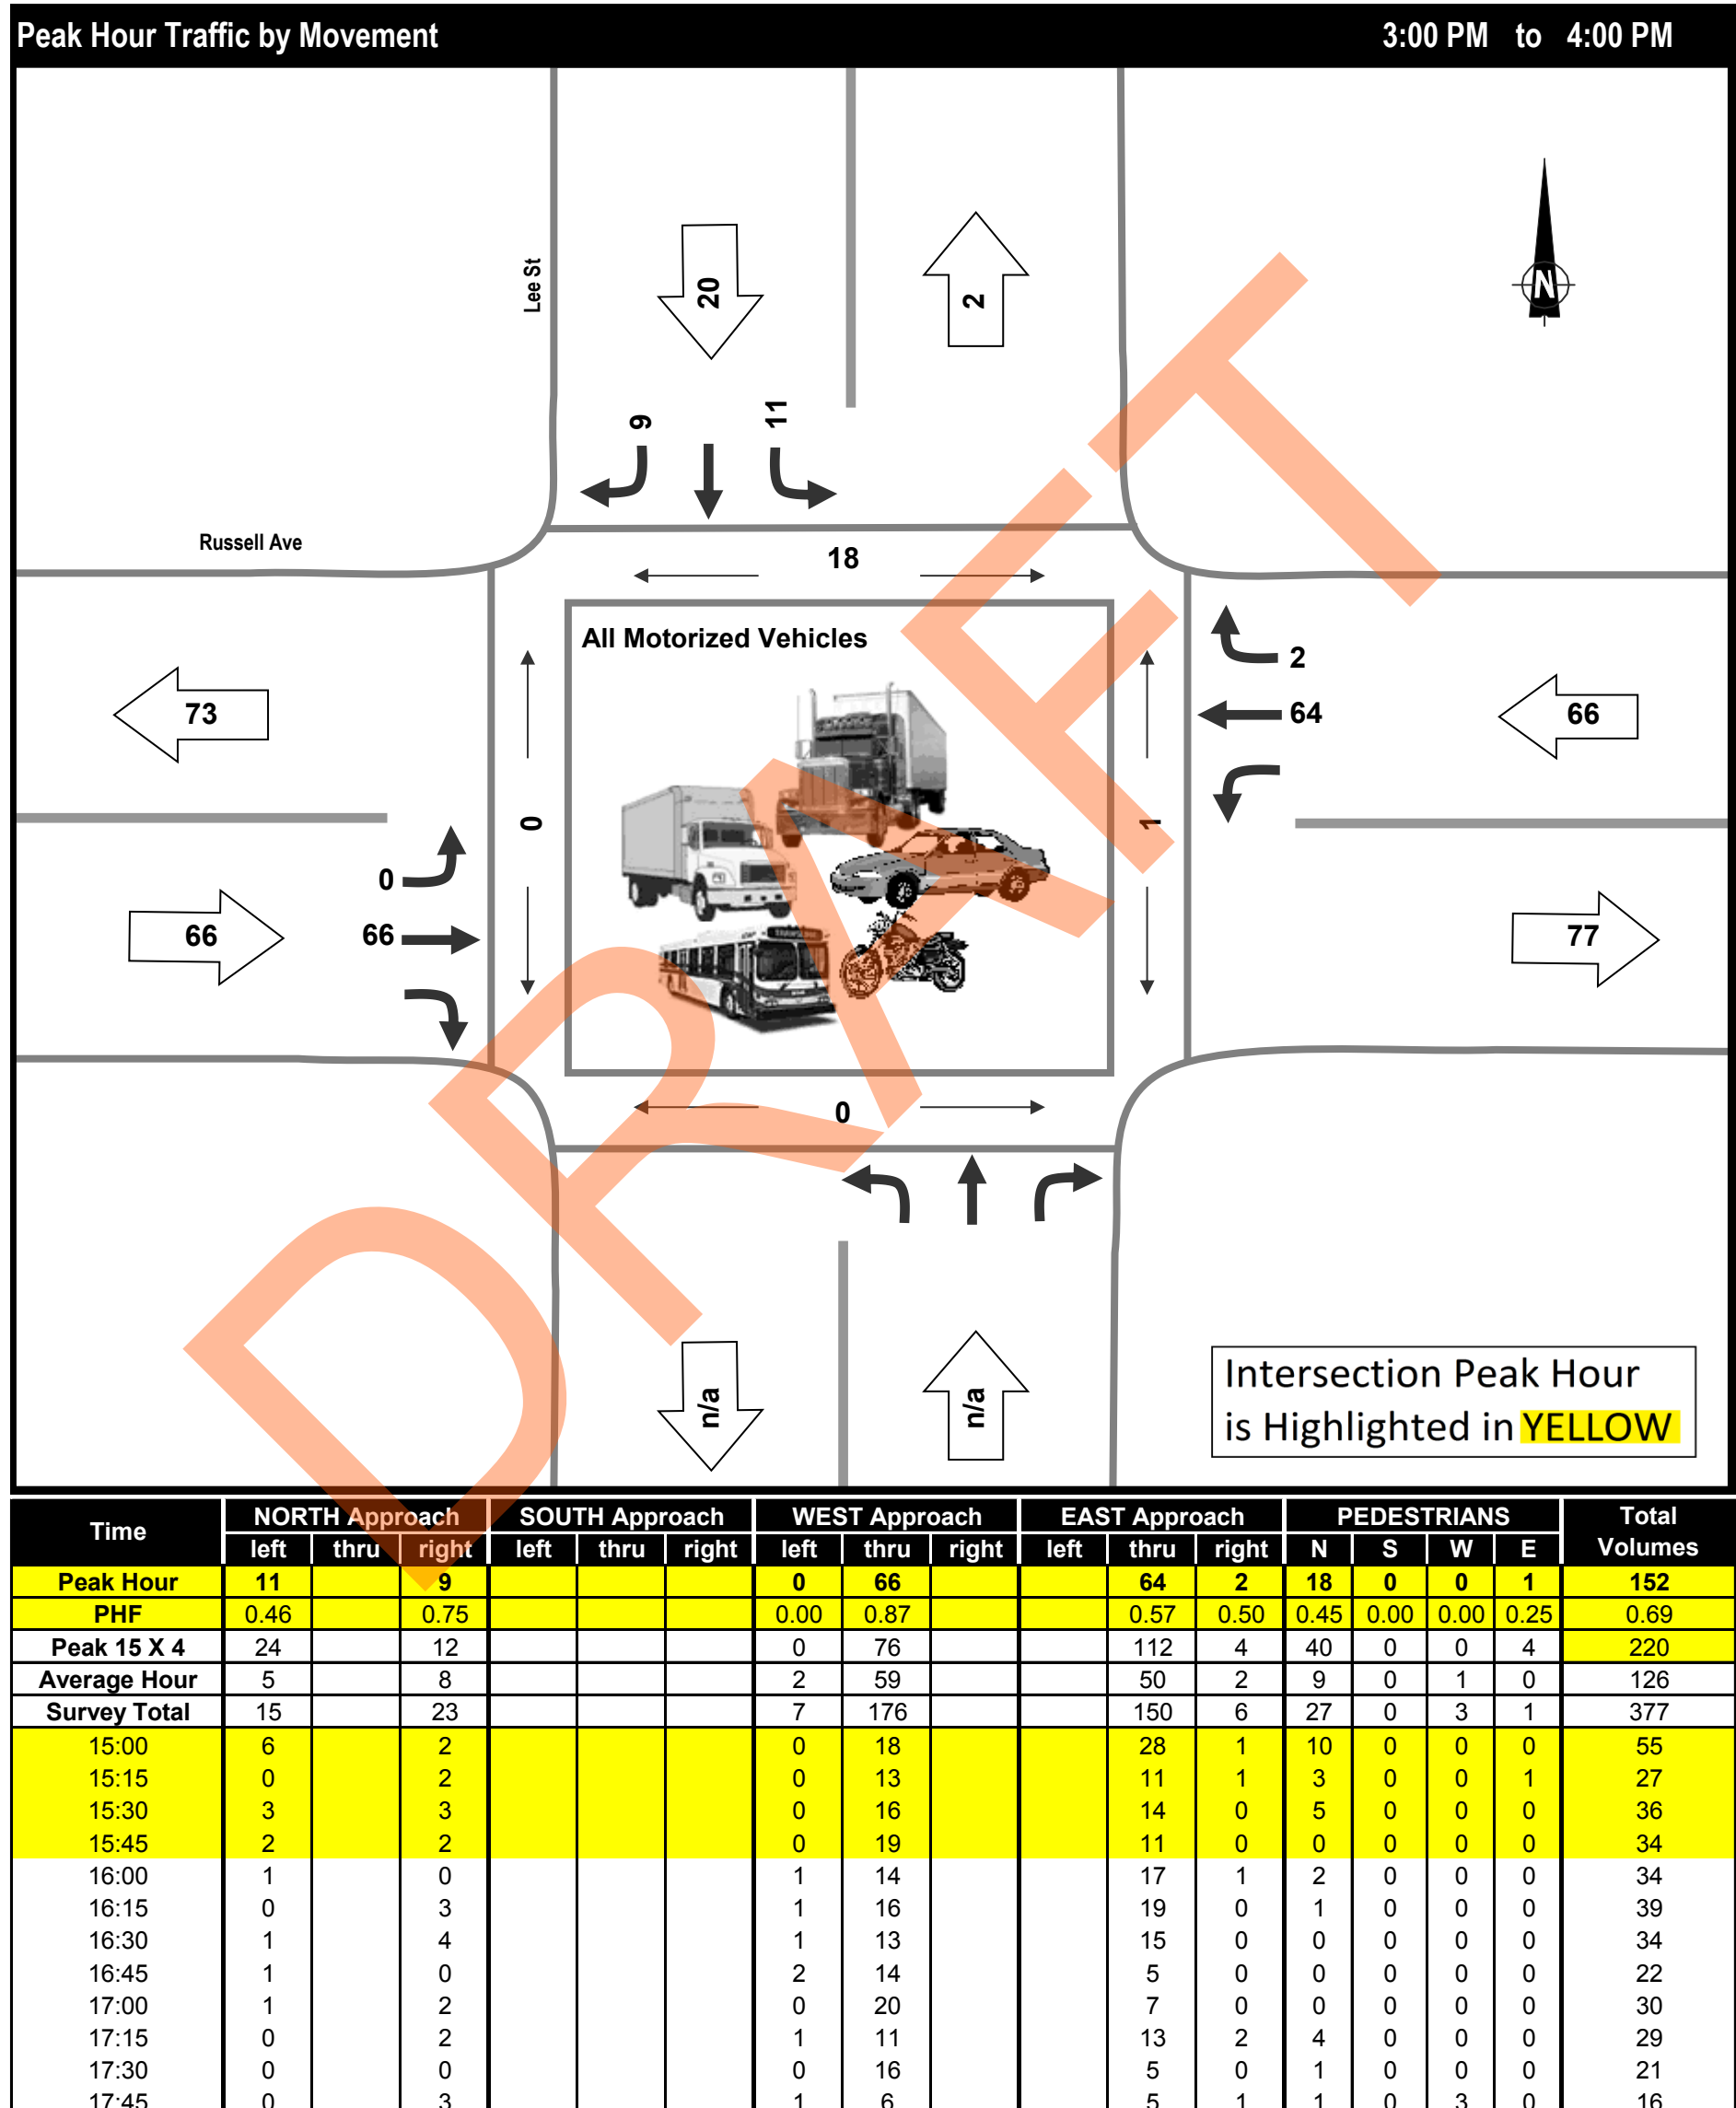 Peak Hour Traffic by Movement 3:00 PM to 4:00 PM
Lee St
20
2
N
9
11
Russell Ave
18
All Motorized Vehicles
2
73
64
66
0
1
0
66
66
77
0
n/a
n/a
Intersection Peak Hour
is Highlighted in YELLOW
DRAFT
Time NORTH Approach SOUTH Approach WEST Approach EAST Approach PEDESTRIANS Total
left thru right left thru right left thru right left thru right N S W E Volumes
Peak Hour 11 9 0 66 64 2 18 0 0 1 152
PHF 0.46 0.75 0.00 0.87 0.57 0.50 0.45 0.00 0.00 0.25 0.69
Peak 15 X 4 24 12 0 76 112 4 40 0 0 4 220
Average Hour 5 8 2 59 50 2 9 0 1 0 126
Survey Total 15 23 7 176 150 6 27 0 3 1 377
15:00 6 2 0 18 28 1 10 0 0 0 55
15:15 0 2 0 13 11 1 3 0 0 1 27
15:30 3 3 0 16 14 0 5 0 0 0 36
15:45 2 2 0 19 11 0 0 0 0 0 34
16:00 1 0 1 14 17 1 2 0 0 0 34
16:15 0 3 1 16 19 0 1 0 0 0 39
16:30 1 4 1 13 15 0 0 0 0 0 34
16:45 1 0 2 14 5 0 0 0 0 0 22
17:00 1 2 0 20 7 0 0 0 0 0 30
17:15 0 2 1 11 13 2 4 0 0 0 29
17:30 0 0 0 16 5 0 1 0 0 0 21
17:45 0 3 1 6 5 1 1 0 3 0 16